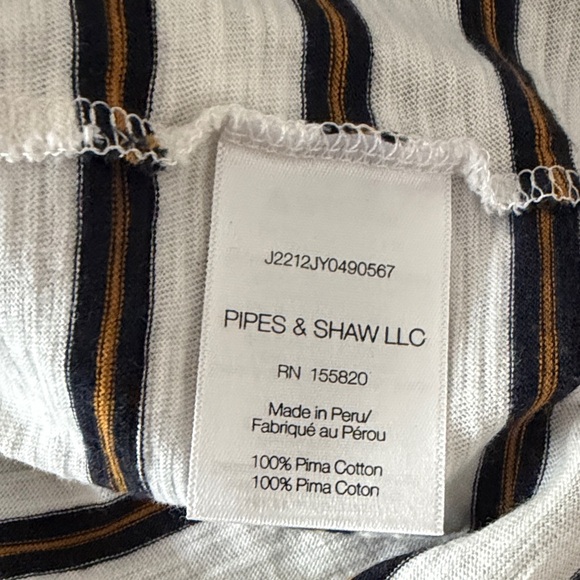 J2212JY0490567
PIPES & SHAW LLC
RN 155820
Made in Peru/
Fabriqué au Pérou
100% Pima Cotton
100% Pima Coton